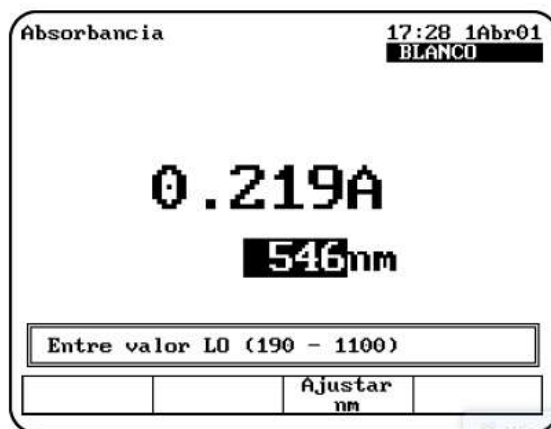 Absorbancia 17:28 1Abr01
BLANCO
0.219A
546nm
Entre valor LO (190 - 1100)
Ajustar
nm